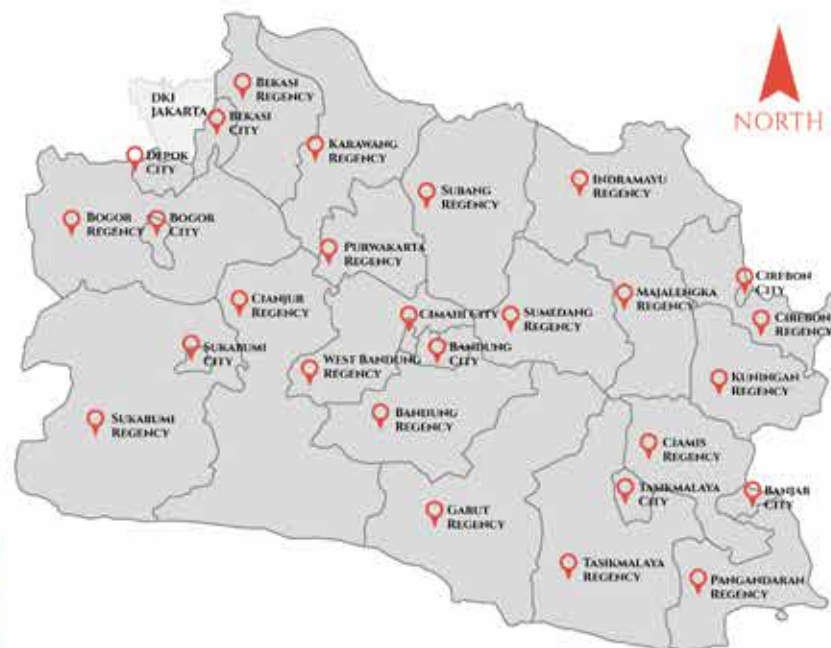 NORTH
DKI
JAKARTA
BEKASI
REGENCY
BEKASI
CITY
DEPOK
CITY
KARAWANG
REGENCY
SUBANG
REGENCY
INDRAMAYU
REGENCY
BOGOR
REGENCY
BOGOR
CITY
PURWAKARTA
REGENCY
CIANJUR
REGENCY
CIMAHI CITY
SUMEDANG
REGENCY
MAJALENGKA
REGENCY
CIREBON
CITY
CIREBON
REGENCY
SUKABUMI
CITY
WEST BANDUNG
REGENCY
BANDUNG
CITY
KUNINGAN
REGENCY
SUKABUMI
REGENCY
BANDUNG
REGENCY
CIAMIS
REGENCY
TASIKMALAYA
CITY
BANJAR
CITY
GARUT
REGENCY
TASIKMALAYA
REGENCY
PANGANDARAN
REGENCY